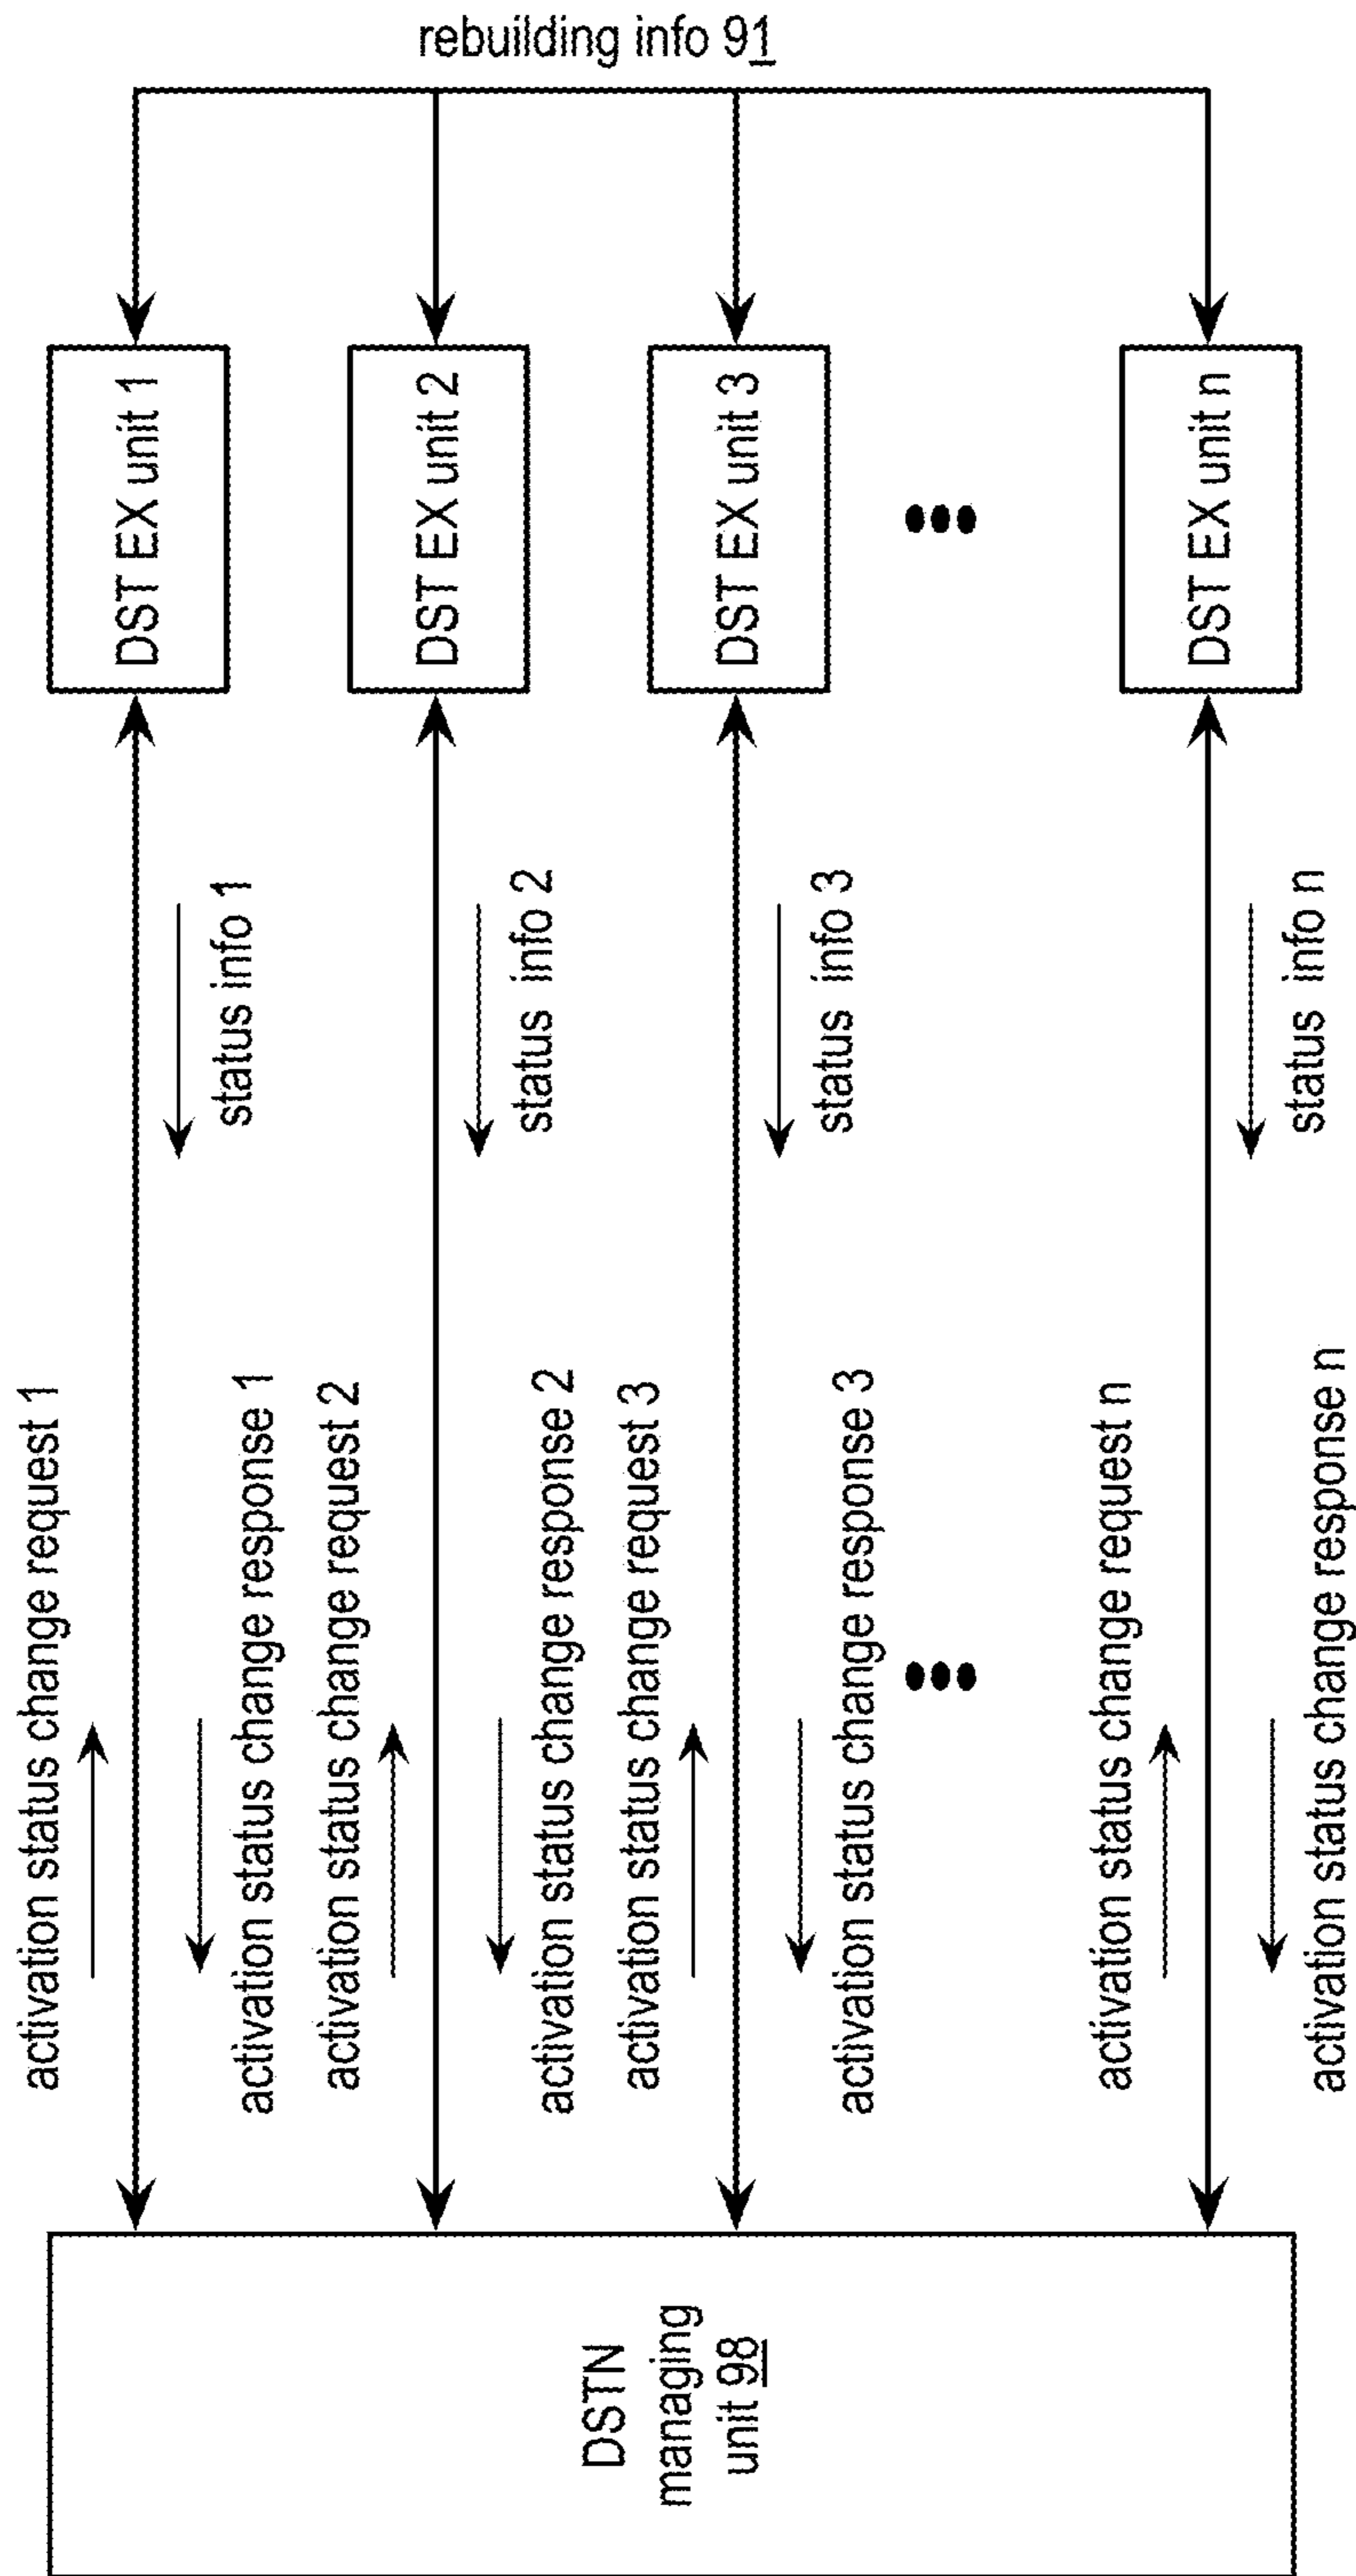 rebuilding info 91
DST EX unit 1
DST EX unit 2
DST EX unit 3
DST EX unit n
status info 1
status info 2
status info 3
status info n
activation status change request 1
activation status change response 1
activation status change request 2
activation status change response 2
activation status change request 3
activation status change response 3
activation status change request n
activation status change response n
DSTN
managing
unit 98